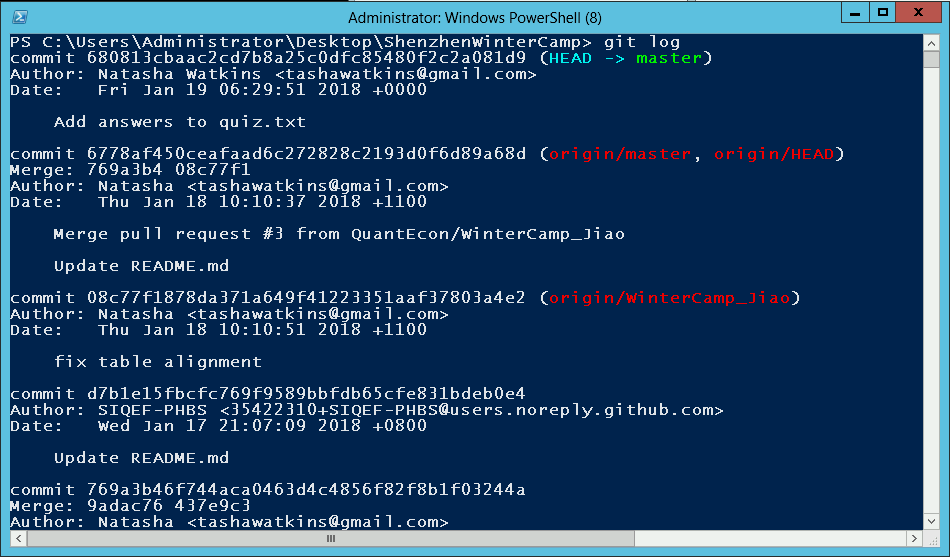 Administrator: Windows PowerShell (8)
PS C:\Users\Administrator\Desktop\ShenzhenWinterCamp> git log
commit 680813cbaac2cd7b8a25c0dfc85480f2c2a081d9 (HEAD -> master)
Author: Natasha Watkins <tashawatkins@gmail.com>
Date:   Fri Jan 19 06:29:51 2018 +0000
Add answers to quiz.txt
commit 6778af450ceafaad6c272828c2193d0f6d89a68d (origin/master, origin/HEAD)
Merge: 769a3b4 08c77f1
Author: Natasha <tashawatkins@gmail.com>
Date:   Thu Jan 18 10:10:37 2018 +1100
Merge pull request #3 from QuantEcon/WinterCamp_Jiao
Update README.md
commit 08c77f1878da371a649f41223351aaf37803a4e2 (origin/WinterCamp_Jiao)
Author: Natasha <tashawatkins@gmail.com>
Date:   Thu Jan 18 10:10:51 2018 +1100
fix table alignment
commit d7b1e15fbcfc769f9589bbfdb65cfe831bdeb0e4
Author: SIQEF-PHBS <35422310+SIQEF-PHBS@users.noreply.github.com>
Date:   Wed Jan 17 21:07:09 2018 +0800
Update README.md
commit 769a3b46f744aca0463d4c4856f82f8b1f03244a
Merge: 9adac76 437e9c3
Author: Natasha <tashawatkins@gmail.com>